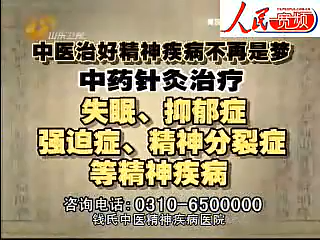 人民宽频
山东卫视
中医治好精神疾病不再是梦
中药针灸治疗
失眠、抑郁症
强迫症、精神分裂症
等精神疾病
咨询电话:0310-6500000
钱氏中医精神疾病医院